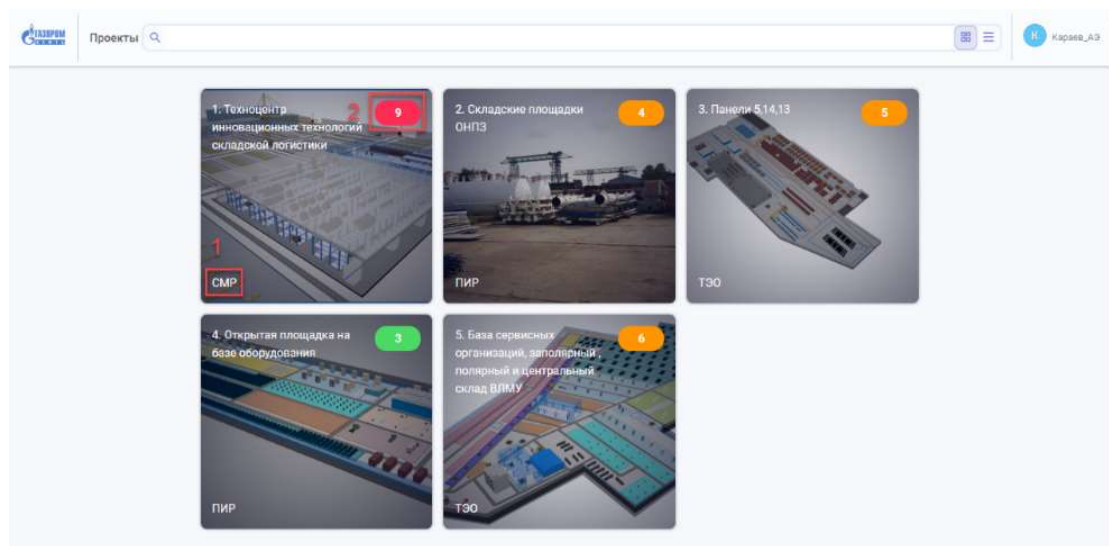 ГАЗПРОМ
НЕФТЬ
Проекты
К
Караев_АЭ
1. Техноцентр
инновационных технологий
складской логистики
2
9
1
СМР
2. Складские площадки
ОНПЗ
4
ПИР
3. Панели 5,14,13
5
ТЭО
4. Открытая площадка на
базе оборудования
3
ПИР
5. База сервисных
организаций, заполярный ,
полярный и центральный
склад ВЛМУ
6
ТЭО